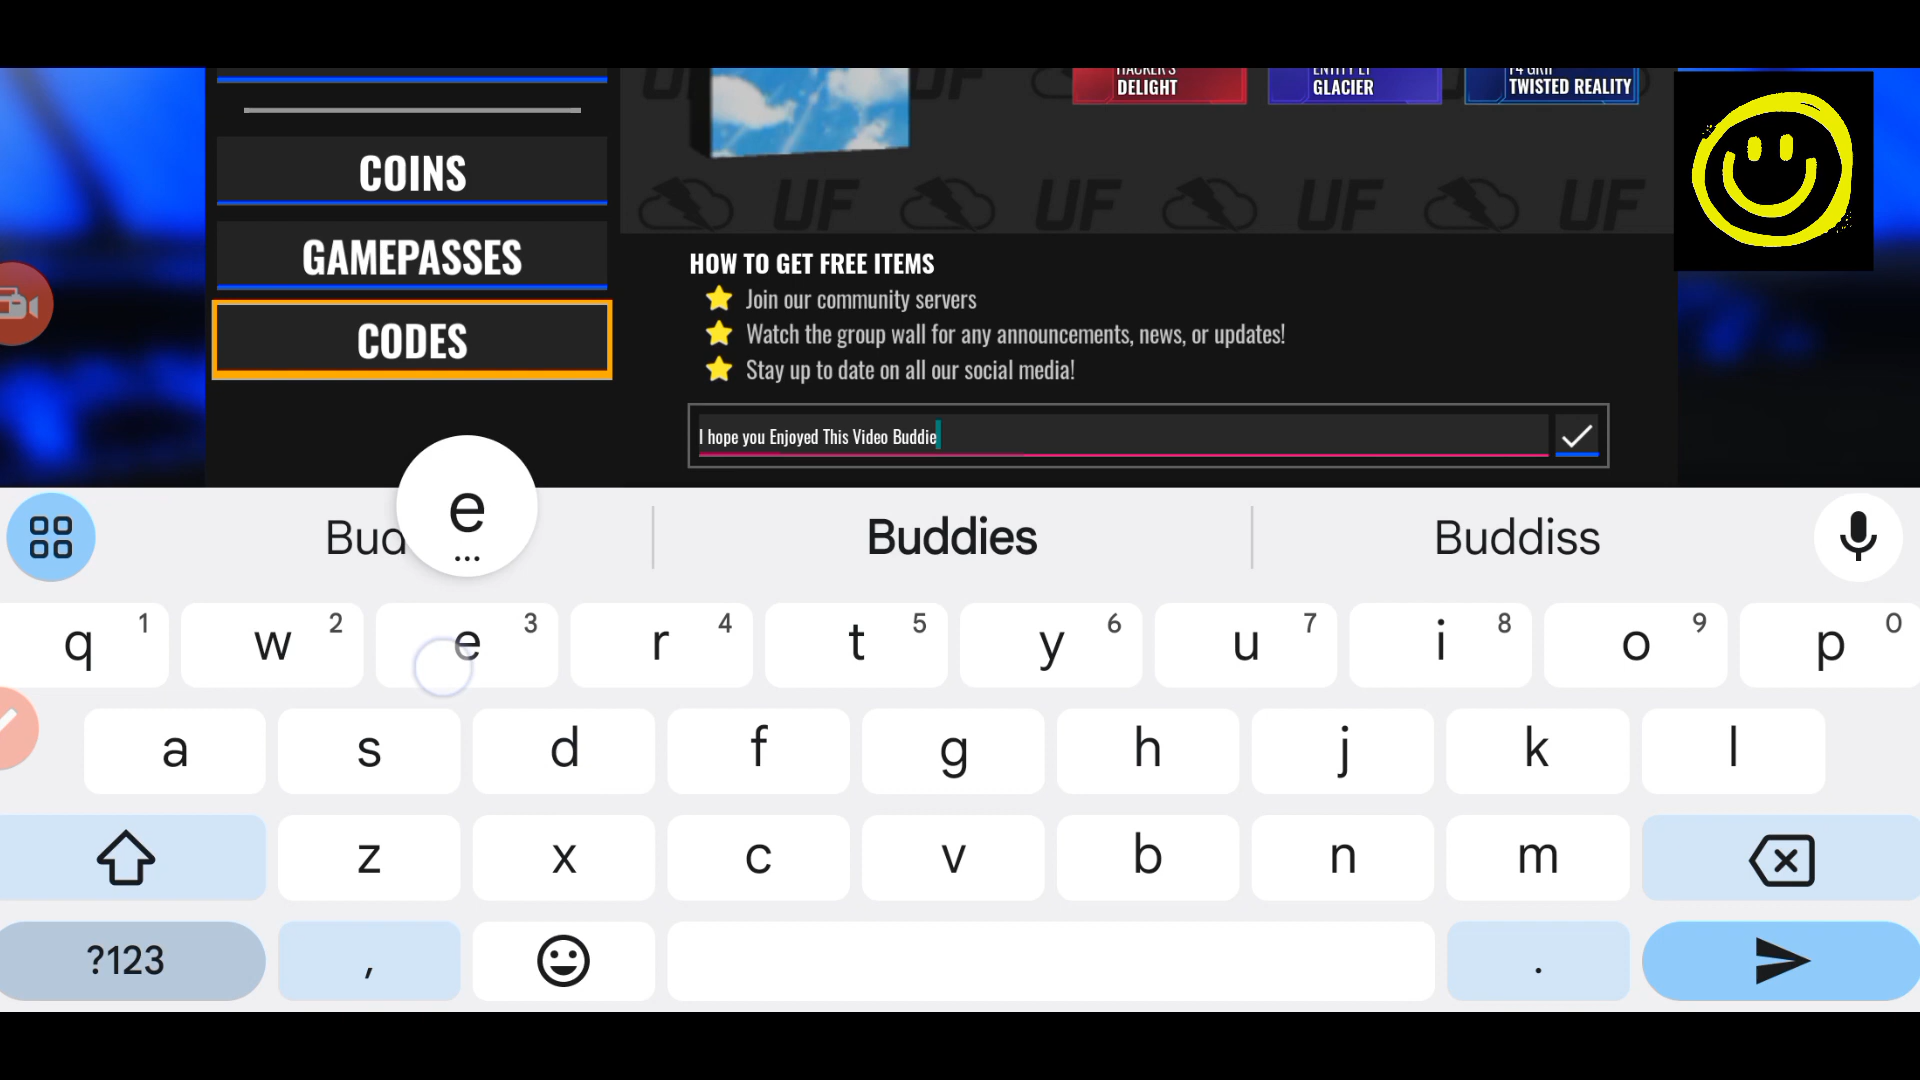 HACKER'S
DELIGHT
GLACIER
TWISTED REALITY
COINS
UF UF UF UF
GAMEPASSES
HOW TO GET FREE ITEMS
Join our community servers
Watch the group wall for any announcements, news, or updates!
CODES
Stay up to date on all our social media!
I hope you Enjoyed This Video Buddie
e
...
Buddies
Buddiss
q 1 w 2 e 3 r 4 t 5 y 6 u 7 i 8 o 9 p 0
a s d f g h j k l
z x c v b n m
?123 , .